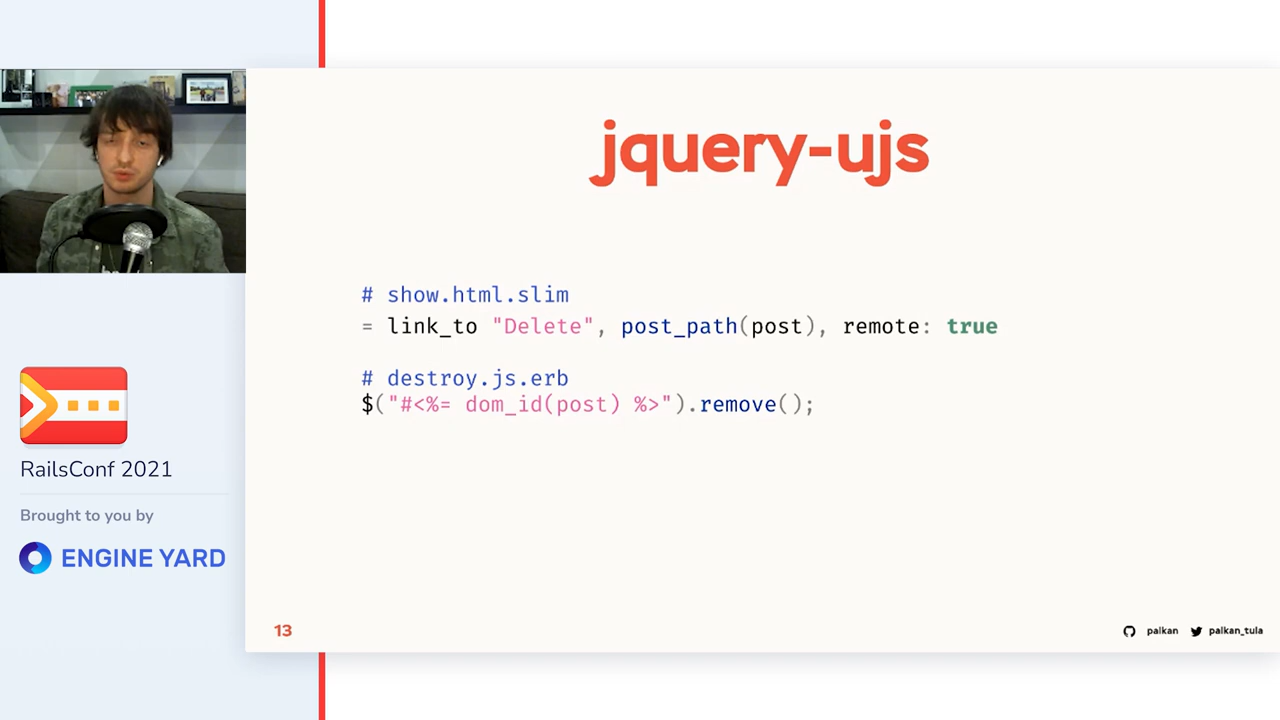 jquery-ujs
# show.html.slim
= link_to "Delete", post_path(post), remote: true
# destroy.js.erb
$("#<%= dom_id(post) %>").remove();
RailsConf 2021
Brought to you by
ENGINE YARD
13
palkan
palkan_tula